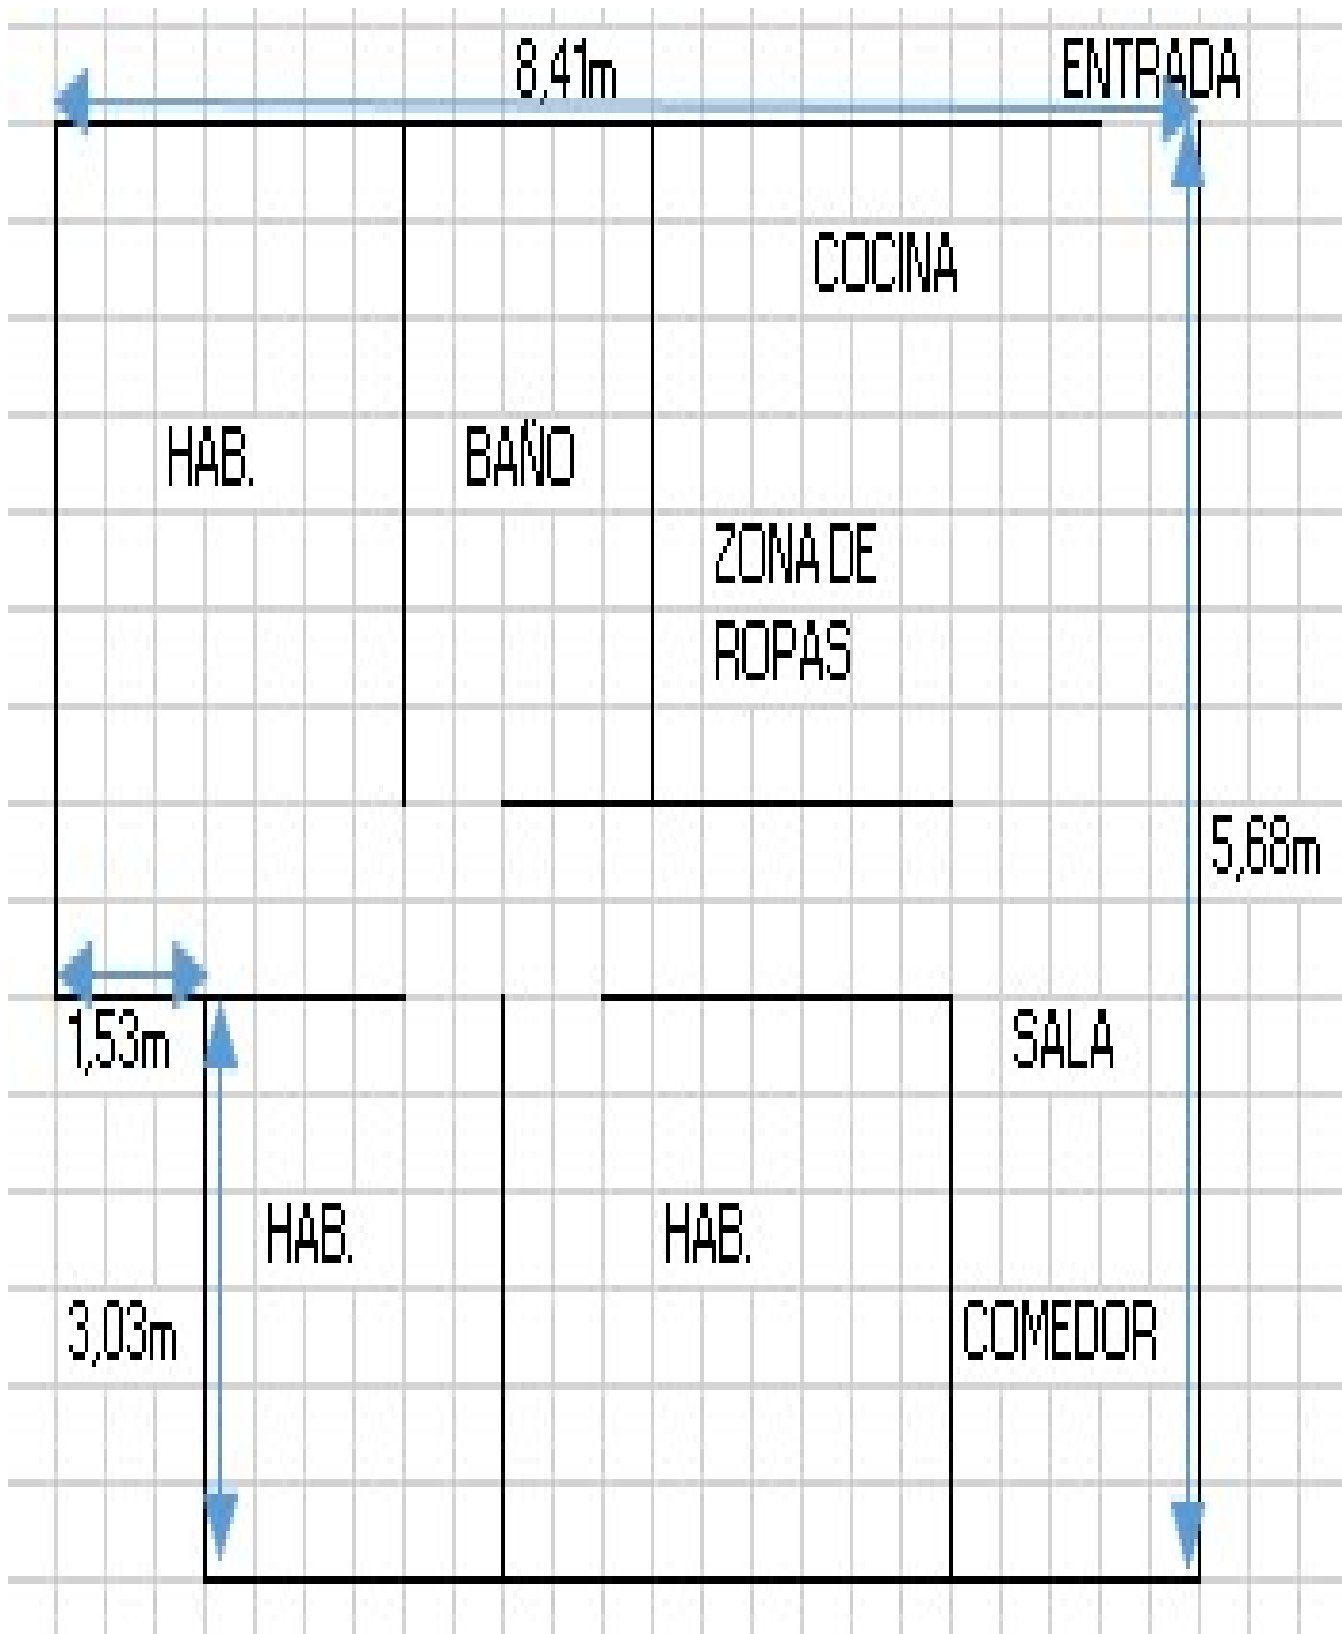 8,41m
ENTRADA
COCINA
HAB.
BAÑO
ZONA DE
ROPAS
5,68m
1,53m
SALA
HAB.
HAB.
3,03m
COMEDOR